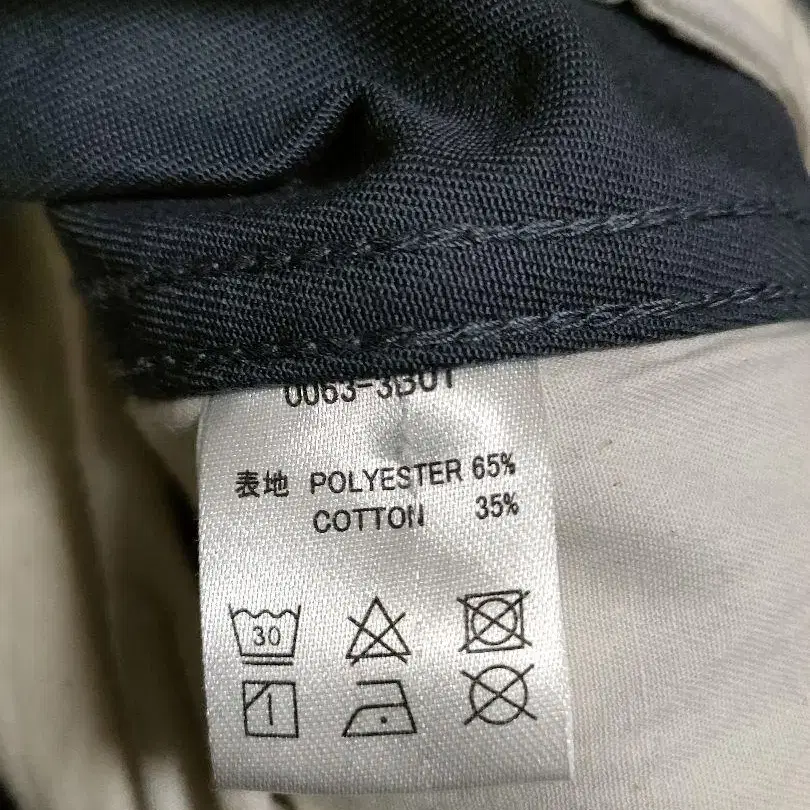 0063-3B01
表地 POLYESTER 65%
COTTON 35%
30